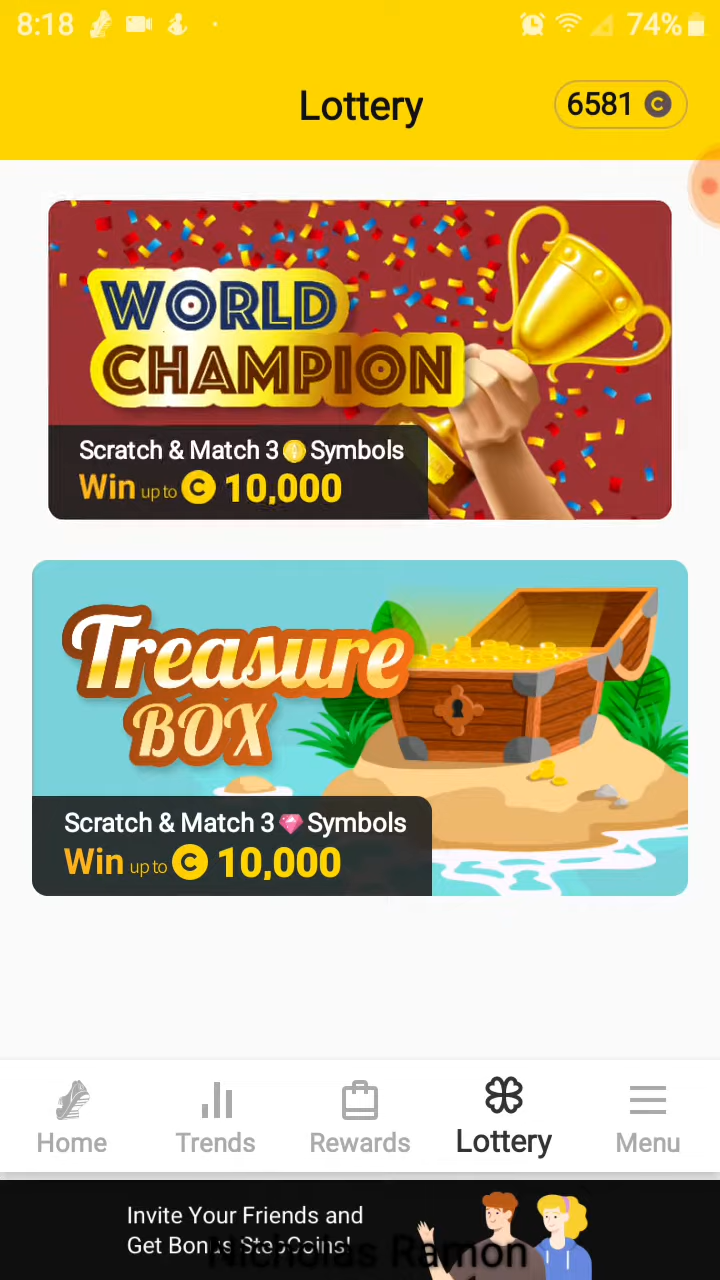 8:18
74%
Lottery
6581
WORLD
CHAMPION
Scratch & Match 3 Symbols
Win up to C 10,000
Treasure
BOX
Scratch & Match 3 Symbols
Win up to C 10,000
Home
Trends
Rewards
Lottery
Menu
Invite Your Friends and
Get Bonus StepCoins!
Nicholas Ramon